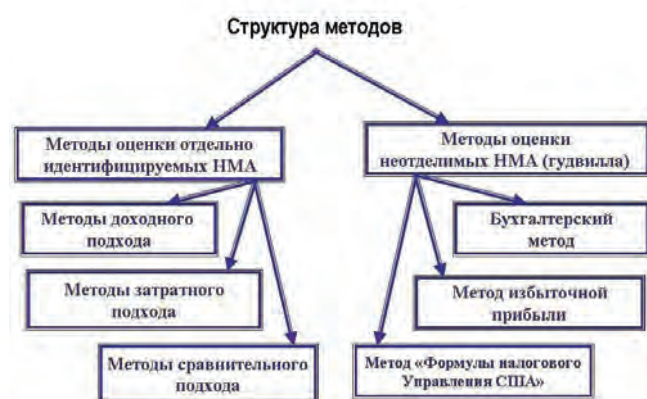 Структура методов
Методы оценки отдельно
идентифицируемых НМА
Методы оценки
неотделимых НМА (гудвилла)
Методы доходного
подхода
Бухгалтерский
метод
Методы затратного
подхода
Метод избыточной
прибыли
Методы сравнительного
подхода
Метод «Формулы налогового
Управления США»